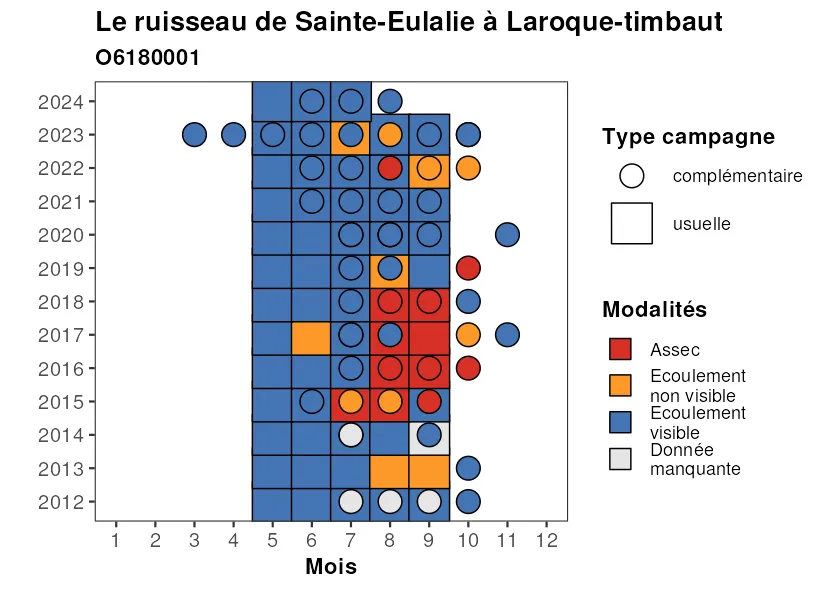 Le ruisseau de Sainte-Eulalie à Laroque-timbaut
O6180001
2024
2023
2022
2021
2020
2019
2018
2017
2016
2015
2014
2013
2012
1 2 3 4 5 6 7 8 9 10 11 12
Mois
Type campagne
complémentaire
usuelle
Modalités
Assec
Ecoulement
non visible
Ecoulement
visible
Donnée
manquante